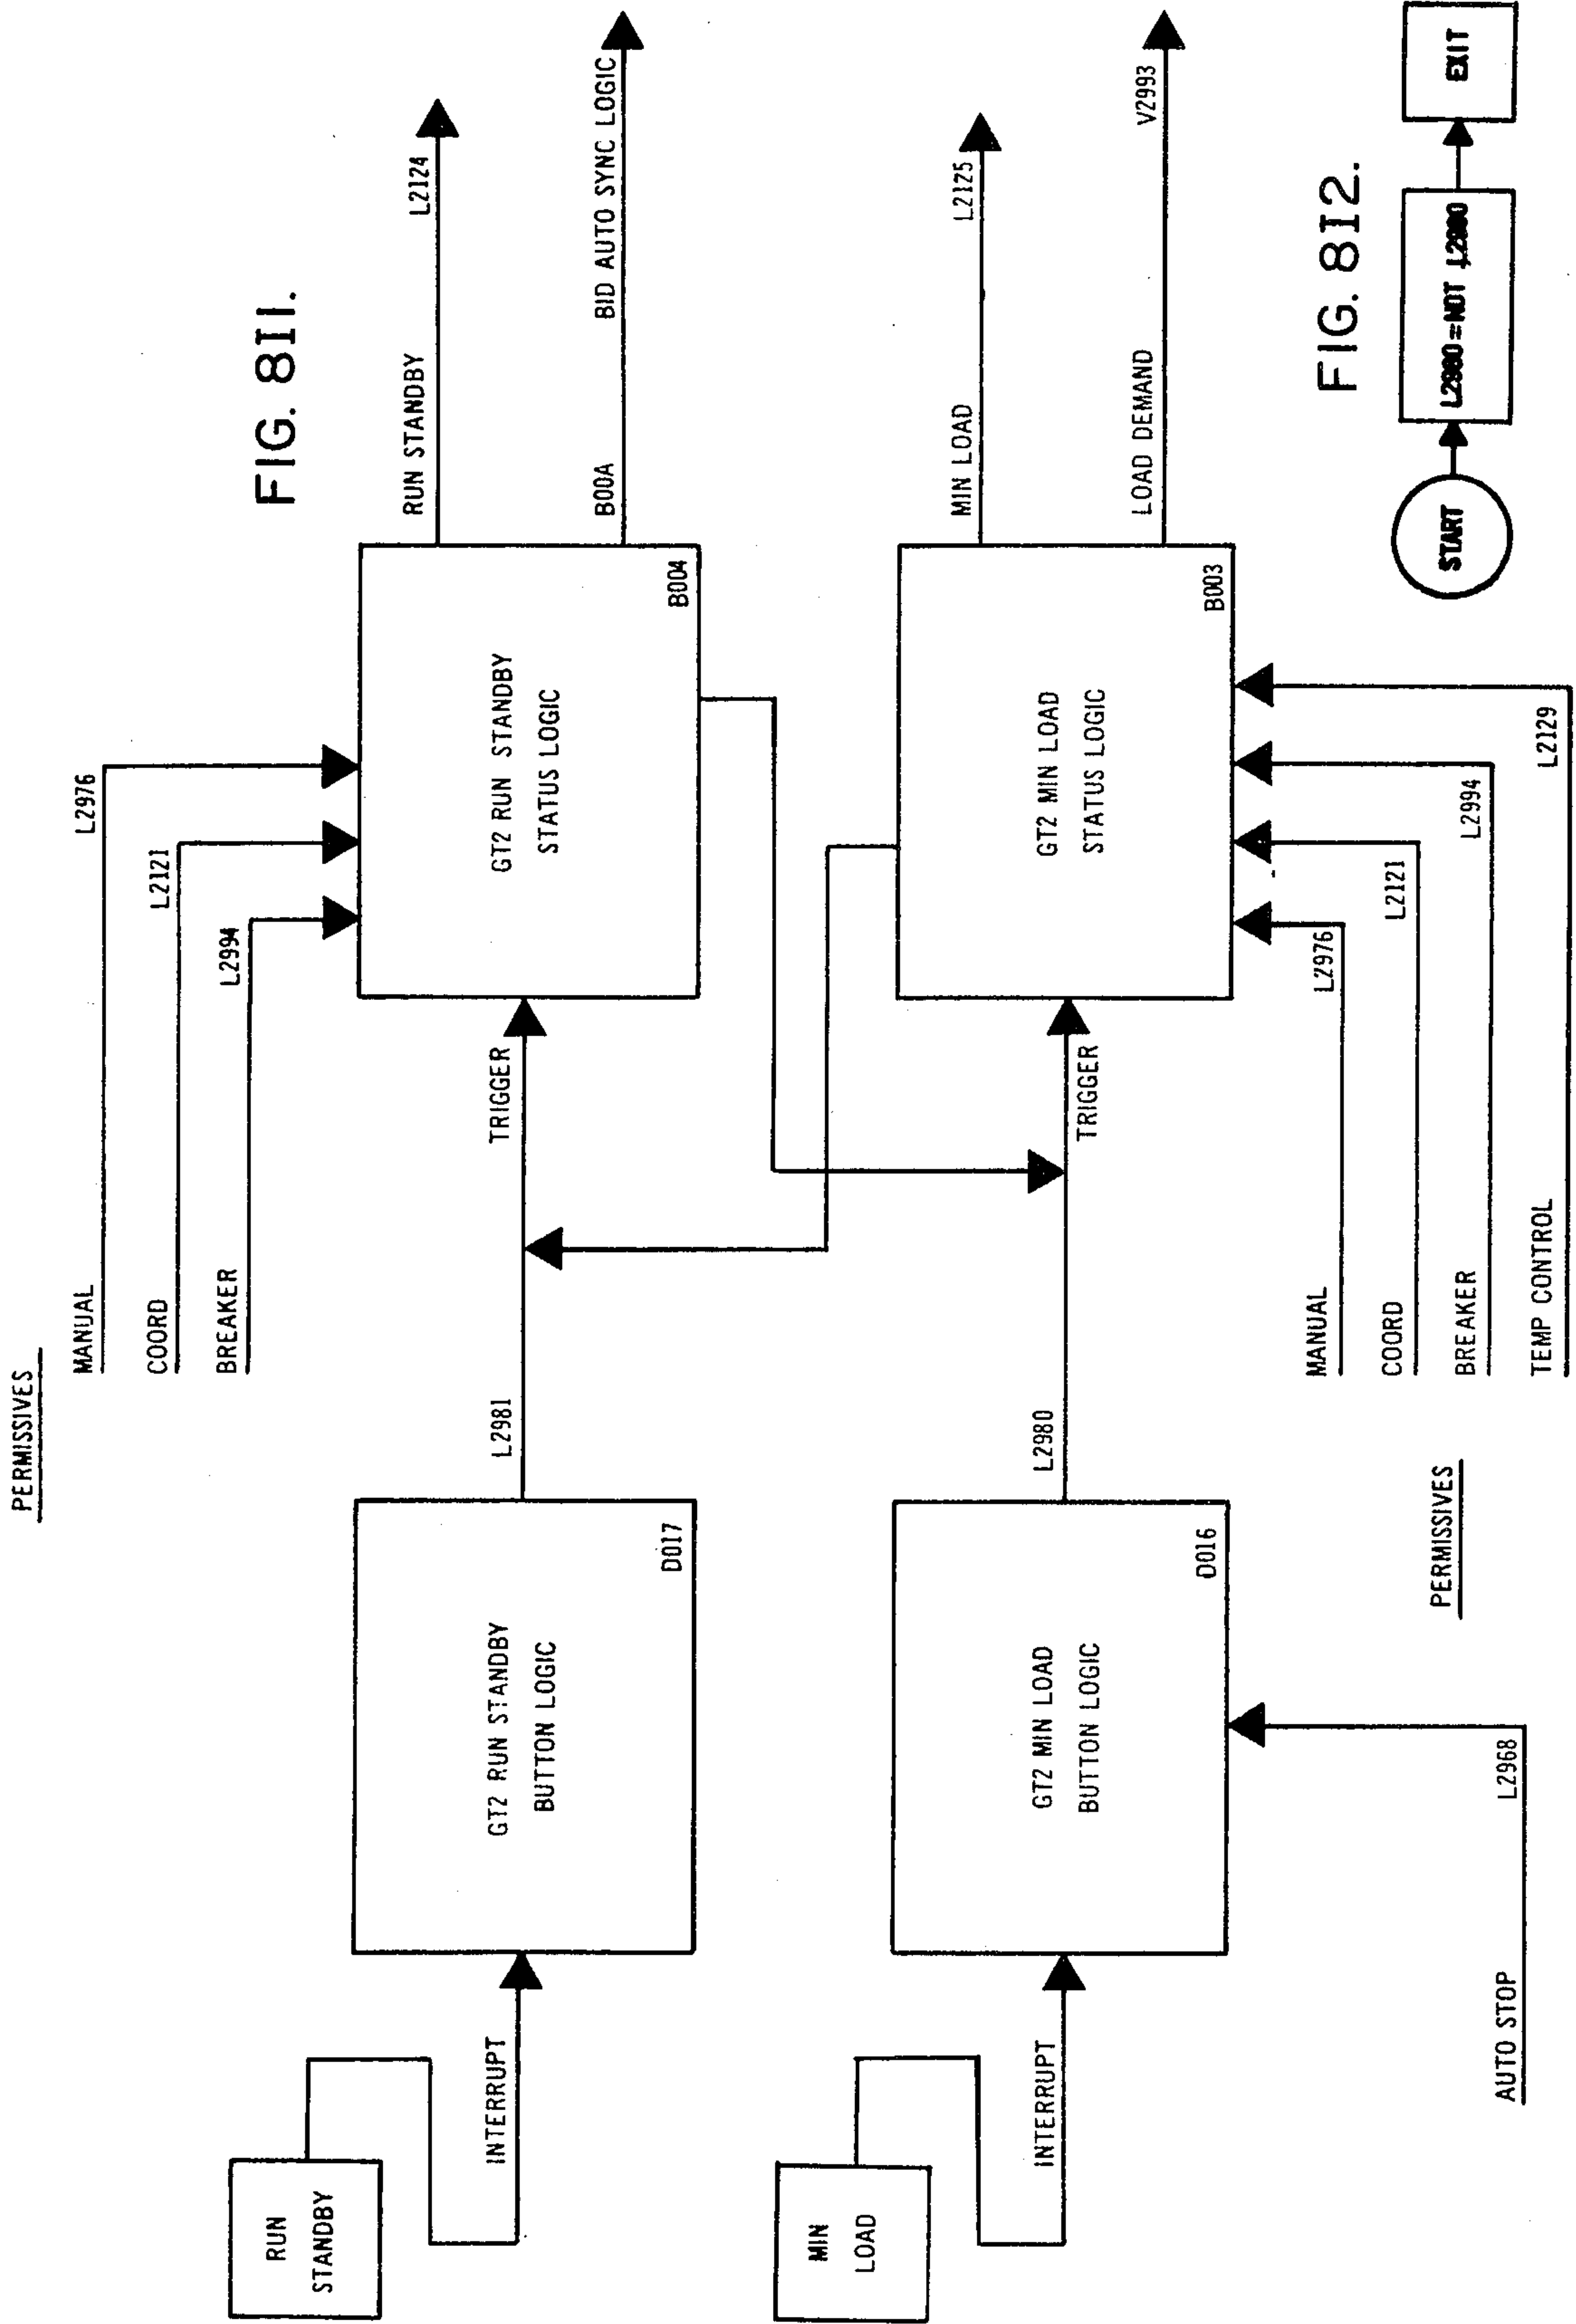 FIG. 8I1.
PERMISSIVES
MANUAL
L2976
COORD
L2121
BREAKER
L2994
RUN
STANDBY
INTERRUPT
GT2 RUN STANDBY
BUTTON LOGIC
D017
L2981
TRIGGER
GT2 RUN STANDBY
STATUS LOGIC
B004
RUN STANDBY
L2124
B00A
BID AUTO SYNC LOGIC
MIN
LOAD
INTERRUPT
GT2 MIN LOAD
BUTTON LOGIC
D016
L2980
TRIGGER
GT2 MIN LOAD
STATUS LOGIC
B003
MIN LOAD
L2125
LOAD DEMAND
V2993
AUTO STOP
L2968
PERMISSIVES
MANUAL
L2976
COORD
L2121
BREAKER
L2994
TEMP CONTROL
L2129
FIG. 8I2.
START
L2980 = NOT L2980
EXIT